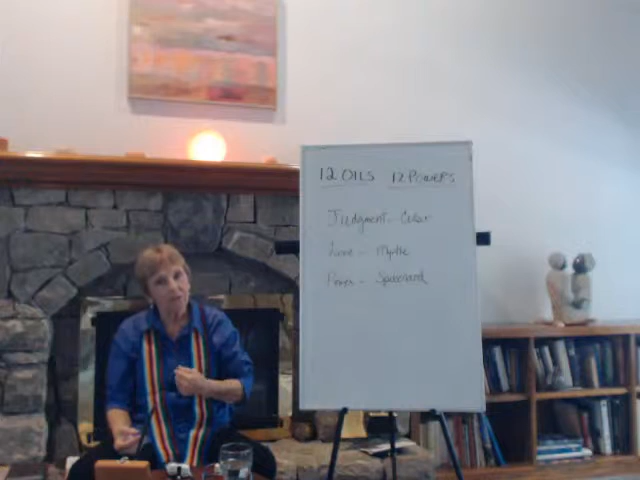 12 OILS 12 POWERS
Judgment - Cedar
Love - Myrtle
Power - Spikenard